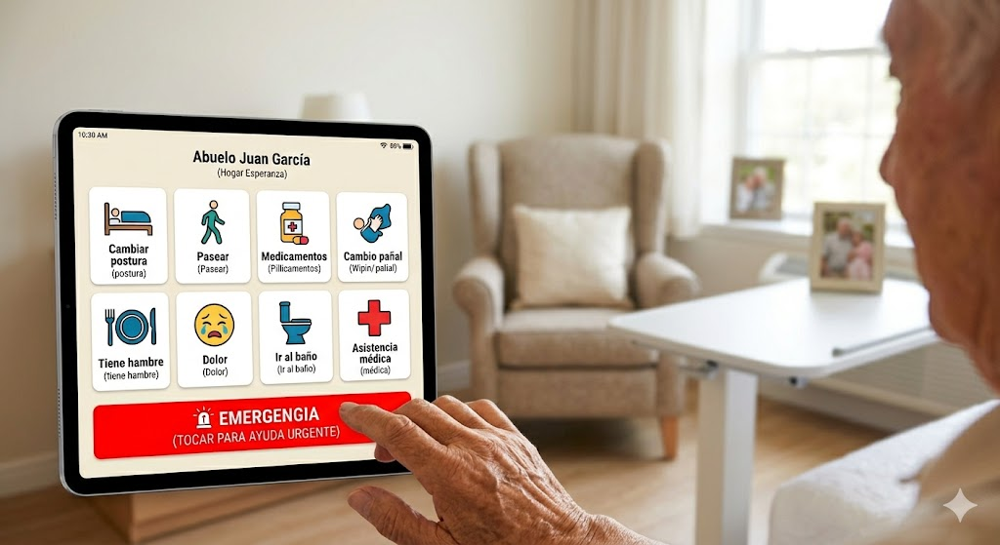 10:30 AM
89%
Abuelo Juan García
(Hogar Esperanza)
Cambiar
postura
(postura)
Pasear
(Pasear)
Medicamentos
(Pillicamentos)
Cambio pañal
(Wipin/ palial)
Tiene hambre
(tiene hambre)
Dolor
(Dolor)
Ir al baño
(Ir al bafio)
Asistencia
médica
(médica)
EMERGENGIA
(TOCAR PARA AYUDA URGENTE)